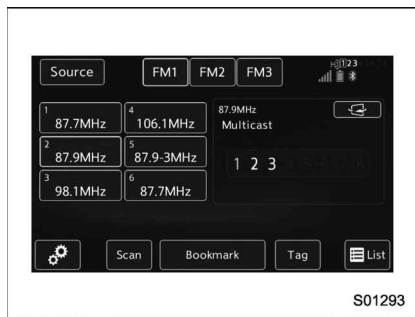 Source
FM1 FM2 FM3
123
1 87.7MHz
4 106.1MHz
2 87.9MHz
5 87.9-3MHz
3 98.1MHz
6 87.7MHz
87.9MHz
Multicast
1 2 3
Scan
Bookmark
Tag
List
S01293